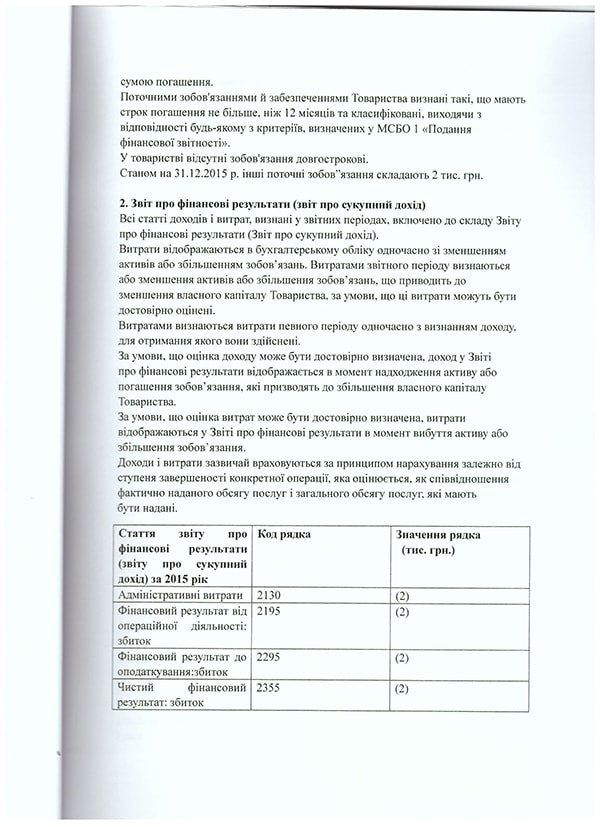 сумою погашення.
Поточними зобов'язаннями й забезпеченнями Товариства визнані такі, що мають
строк погашення не більше, ніж 12 місяців та класифіковані, виходячи з
відповідності будь-якому з критеріїв, визначених у МСБО 1 «Подання
фінансової звітності».
У товаристві відсутні зобов'язання довгострокові.
Станом на 31.12.2015 р. інші поточні зобов"язання складають 2 тис. грн.
2. Звіт про фінансові результати (звіт про сукупний дохід)
Всі статті доходів і витрат, визнані у звітних періодах, включено до складу Звіту
про фінансові результати (Звіт про сукупний дохід).
Витрати відображаються в бухгалтерському обліку одночасно зі зменшенням
активів або збільшенням зобов'язань. Витратами звітного періоду визнаються
або зменшення активів або збільшення зобов'язань, що приводить до
зменшення власного капіталу Товариства, за умови, що ці витрати можуть бути
достовірно оцінені.
Витратами визнаються витрати певного періоду одночасно з визнанням доходу,
для отримання якого вони здійснені.
За умови, що оцінка доходу може бути достовірно визначена, доход у Звіті
про фінансові результати відображається в момент надходження активу або
погашення зобов'язання, які призводять до збільшення власного капіталу
Товариства.
За умови, що оцінка витрат може бути достовірно визначена, витрати
відображаються у Звіті про фінансові результати в момент вибуття активу або
збільшення зобов'язання.
Доходи і витрати зазвичай враховуються за принципом нарахування залежно від
ступеня завершеності конкретної операції, яка оцінюється, як співвідношення
фактично наданого обсягу послуг і загального обсягу послуг, які мають
бути надані.
Стаття звіту про Код рядка Значення рядка
фінансові результати (тис. грн.)
(звіту про сукупний
дохід) за 2015 рік
Адміністративні витрати 2130 (2)
Фінансовий результат від 2195 (2)
операційної діяльності:
збиток
Фінансовий результат до 2295 (2)
оподаткування:збиток
Чистий фінансовий 2355 (2)
результат: збиток